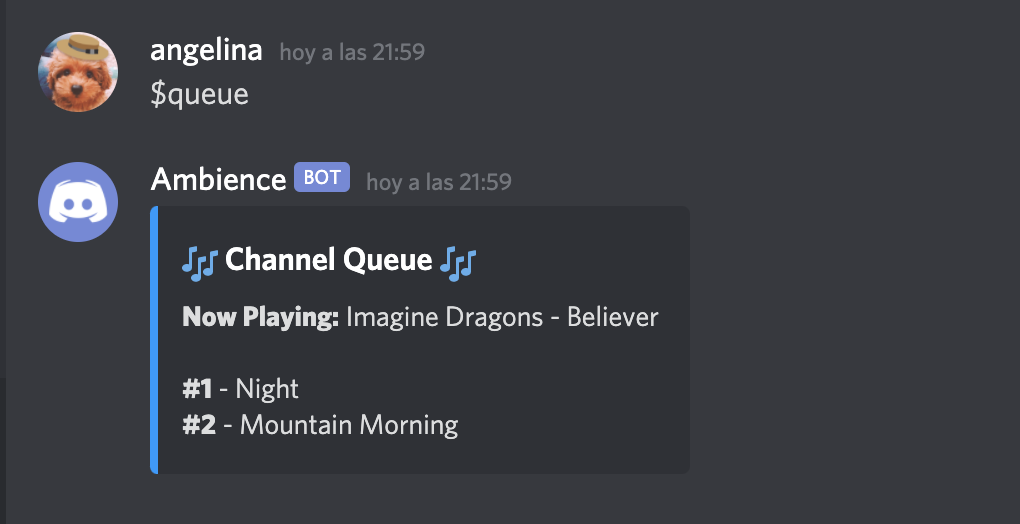 angelina hoy a las 21:59
$queue
Ambience BOT hoy a las 21:59
🎶 Channel Queue 🎶
Now Playing: Imagine Dragons - Believer
#1 - Night
#2 - Mountain Morning